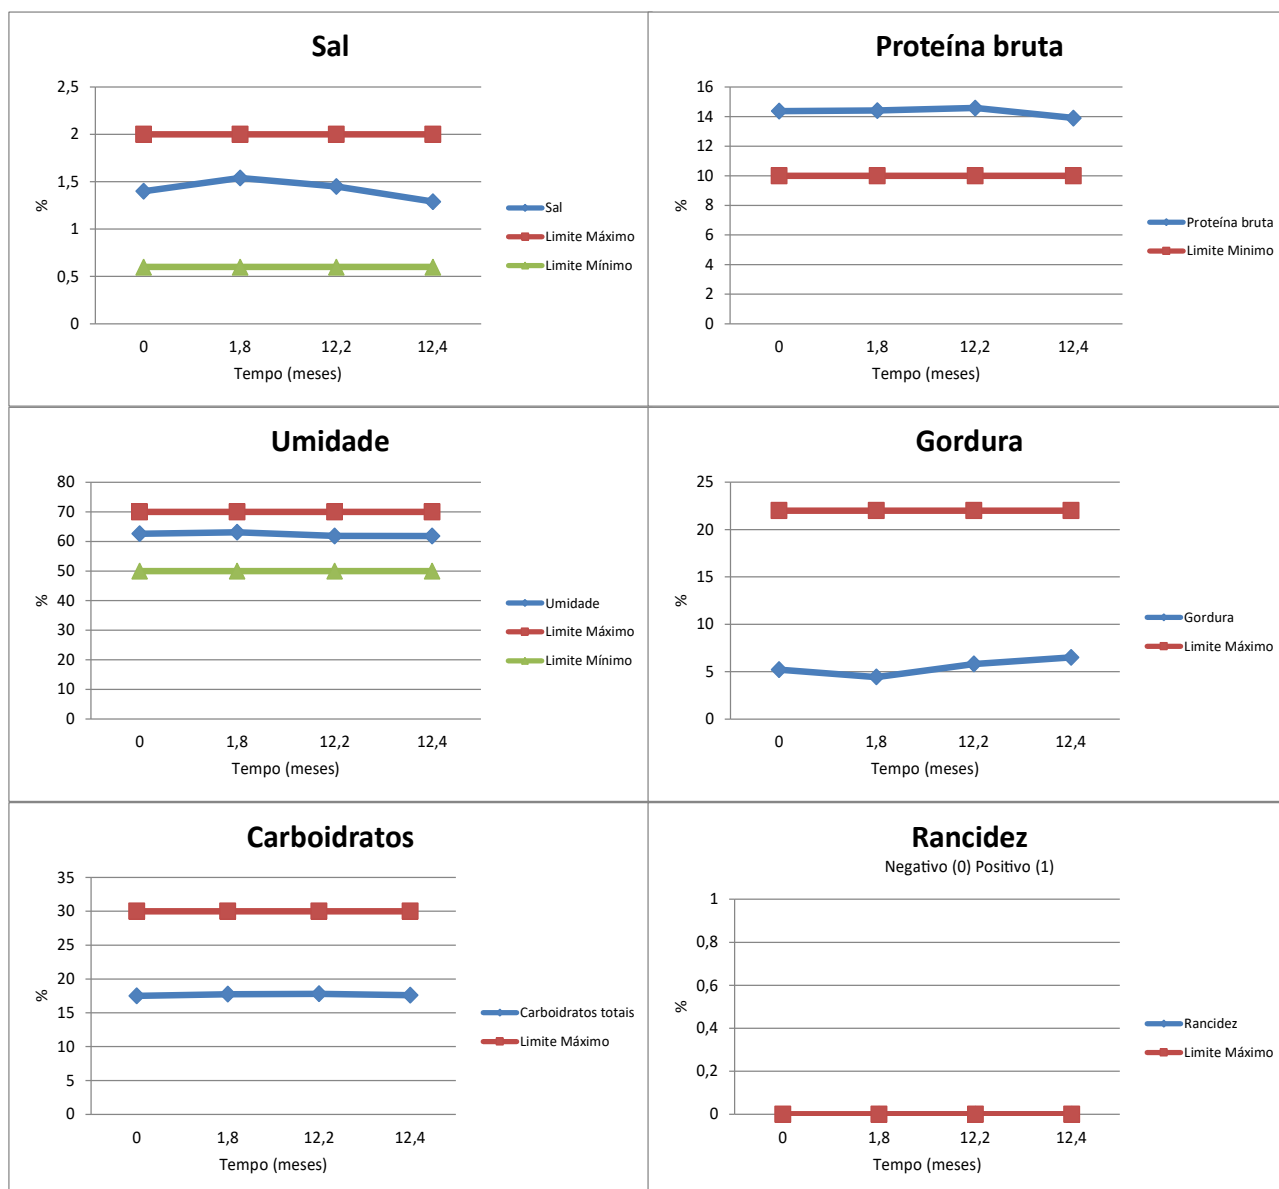 Sal
2,5
2
1,5
1
0,5
0
%
0 1,8 12,2 12,4
Tempo (meses)
Sal
Limite Máximo
Limite Mínimo
Proteína bruta
16
14
12
10
8
6
4
2
0
%
0 1,8 12,2 12,4
Tempo (meses)
Proteína bruta
Limite Minimo
Umidade
80
70
60
50
40
30
20
10
0
%
0 1,8 12,2 12,4
Tempo (meses)
Umidade
Limite Máximo
Limite Mínimo
Gordura
25
20
15
10
5
0
%
0 1,8 12,2 12,4
Tempo (meses)
Gordura
Limite Máximo
Carboidratos
35
30
25
20
15
10
5
0
%
0 1,8 12,2 12,4
Tempo (meses)
Carboidratos totais
Limite Máximo
Rancidez
Negativo (0) Positivo (1)
1
0,8
0,6
0,4
0,2
0
%
0 1,8 12,2 12,4
Tempo (meses)
Rancidez
Limite Máximo